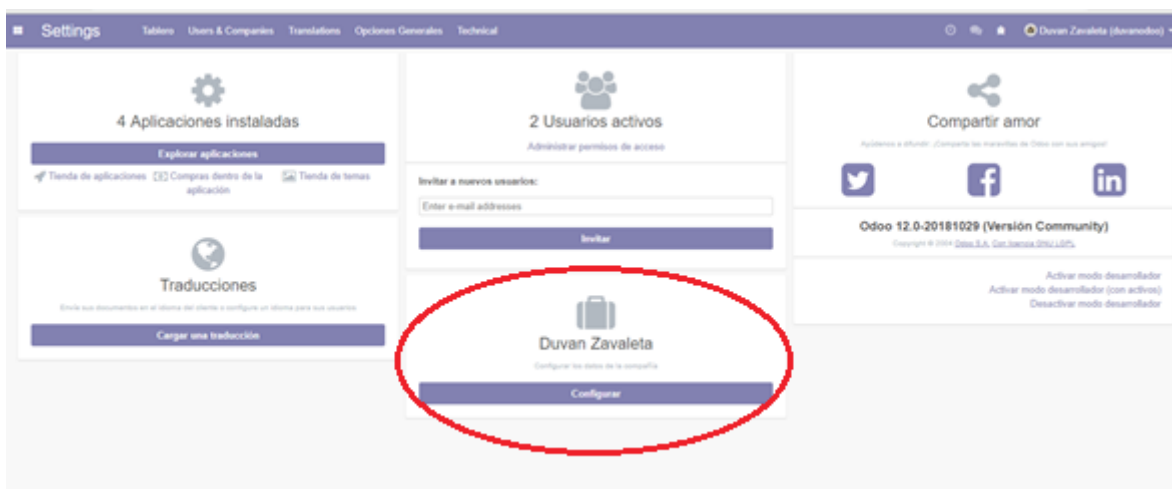 Settings Tablero Users & Companies Translations Opciones Generales Technical Duvan Zavaleta (duvanodoo)
4 Aplicaciones instaladas
Explorar aplicaciones
Tienda de aplicaciones Compras dentro de la aplicación Tienda de temas
Traducciones
Envíe sus documentos en el idioma del cliente o configure un idioma para sus usuarios
Cargar una traducción
2 Usuarios activos
Administrar permisos de acceso
Invitar a nuevos usuarios:
Enter e-mail addresses
Invitar
Duvan Zavaleta
Configurar los datos de la compañía
Configurar
Compartir amor
Ayúdenos a difundir: ¡Comparta las maravillas de Odoo con sus amigos!
Odoo 12.0-20181029 (Versión Community)
Copyright © 2004 Odoo S.A. Con licencia GNU LGPL.
Activar modo desarrollador
Activar modo desarrollador (con activos)
Desactivar modo desarrollador